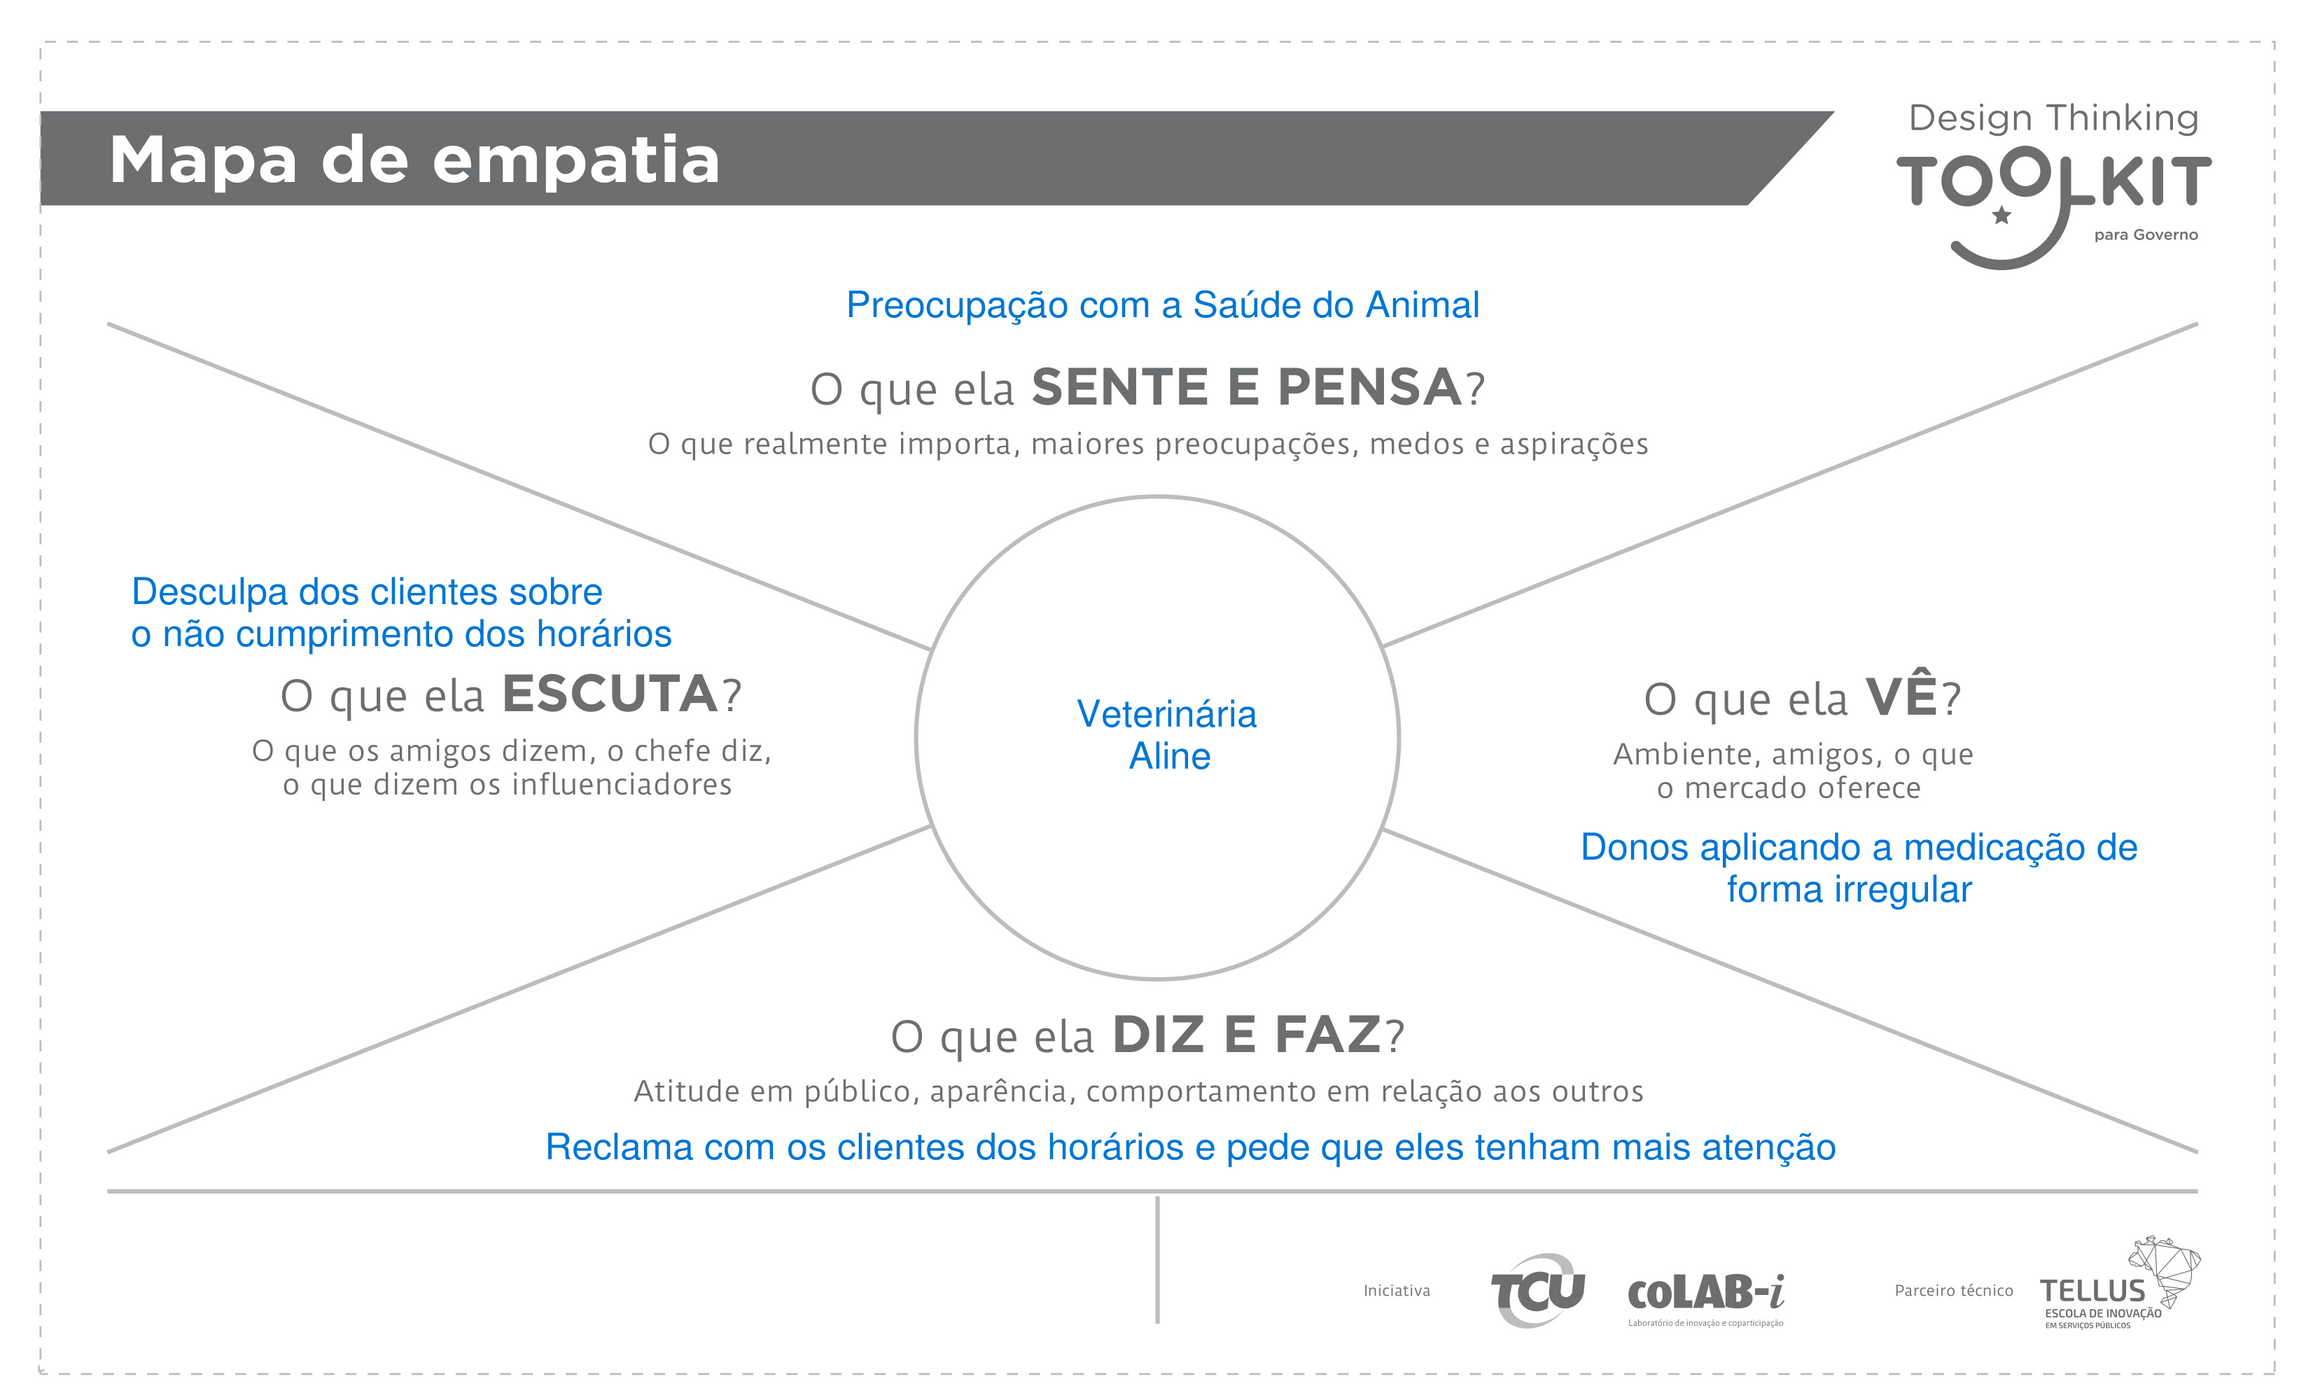 Mapa de empatia
Design Thinking
TOOLKIT
para Governo
Preocupação com a Saúde do Animal
O que ela SENTE E PENSA?
O que realmente importa, maiores preocupações, medos e aspirações
Desculpa dos clientes sobre
o não cumprimento dos horários
O que ela ESCUTA?
O que os amigos dizem, o chefe diz,
o que dizem os influenciadores
Veterinária
Aline
O que ela VÊ?
Ambiente, amigos, o que
o mercado oferece
Donos aplicando a medicação de
forma irregular
O que ela DIZ E FAZ?
Atitude em público, aparência, comportamento em relação aos outros
Reclama com os clientes dos horários e pede que eles tenham mais atenção
Iniciativa
TCU
coLAB-i
Laboratório de inovação e coparticipação
Parceiro técnico
TELLUS
ESCOLA DE INOVAÇÃO
EM SERVIÇOS PÚBLICOS